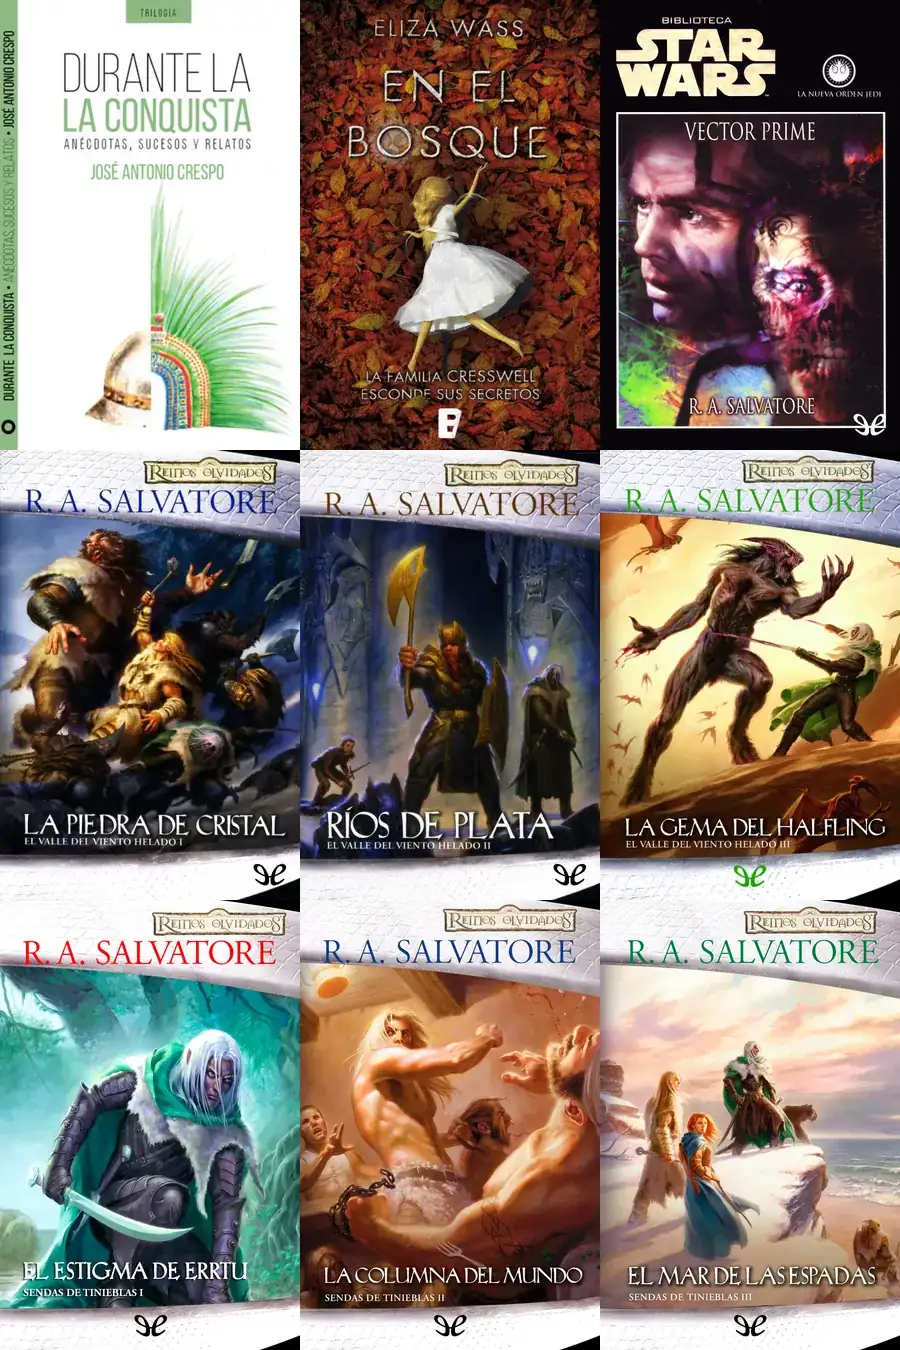 DURANTE LA CONQUISTA • ANÉCDOTAS, SUCESOS Y RELATOS • JOSÉ ANTONIO CRESPO
TRILOGÍA
DURANTE LA
LA CONQUISTA
ANÉCDOTAS, SUCESOS Y RELATOS
JOSÉ ANTONIO CRESPO
ELIZA WASS
EN EL
BOSQUE
LA FAMILIA CRESSWELL
ESCONDE SUS SECRETOS
B
BIBLIOTECA
STAR
WARS
LA NUEVA ORDEN JEDI
VECTOR PRIME
R. A. SALVATORE
REINOS OLVIDADOS
R. A. SALVATORE
LA PIEDRA DE CRISTAL
EL VALLE DEL VIENTO HELADO I
REINOS OLVIDADOS
R. A. SALVATORE
RÍOS DE PLATA
EL VALLE DEL VIENTO HELADO II
REINOS OLVIDADOS
R. A. SALVATORE
LA GEMA DEL HALFLING
EL VALLE DEL VIENTO HELADO III
REINOS OLVIDADOS
R. A. SALVATORE
EL ESTIGMA DE ERRTU
SENDAS DE TINIEBLAS I
REINOS OLVIDADOS
R. A. SALVATORE
LA COLUMNA DEL MUNDO
SENDAS DE TINIEBLAS II
REINOS OLVIDADOS
R. A. SALVATORE
EL MAR DE LAS ESPADAS
SENDAS DE TINIEBLAS III